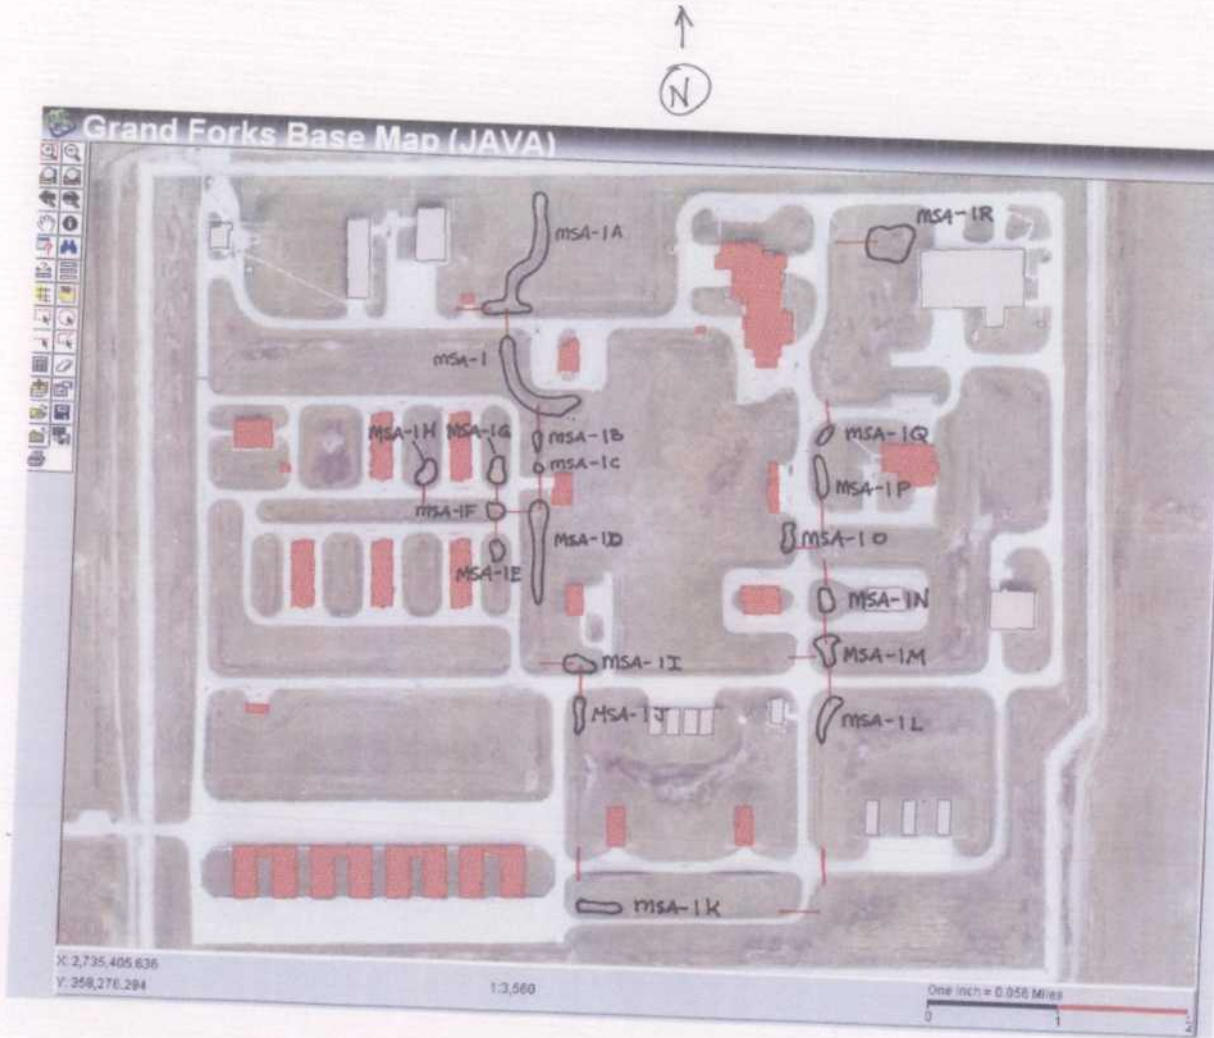 N
Grand Forks Base Map (JAVA)
MSA-1R
MSA-1A
MSA-1
MSA-1H MSA-1G MSA-1B MSA-1Q
MSA-1C
MSA-1P
MSA-1F
MSA-1D MSA-1O
MSA-1E
MSA-1N
MSA-1I MSA-1M
MSA-1J MSA-1L
MSA-1K
X: 2,735,405.636
Y: 358,276.294
1:3,560
One Inch = 0.056 Miles
0 1